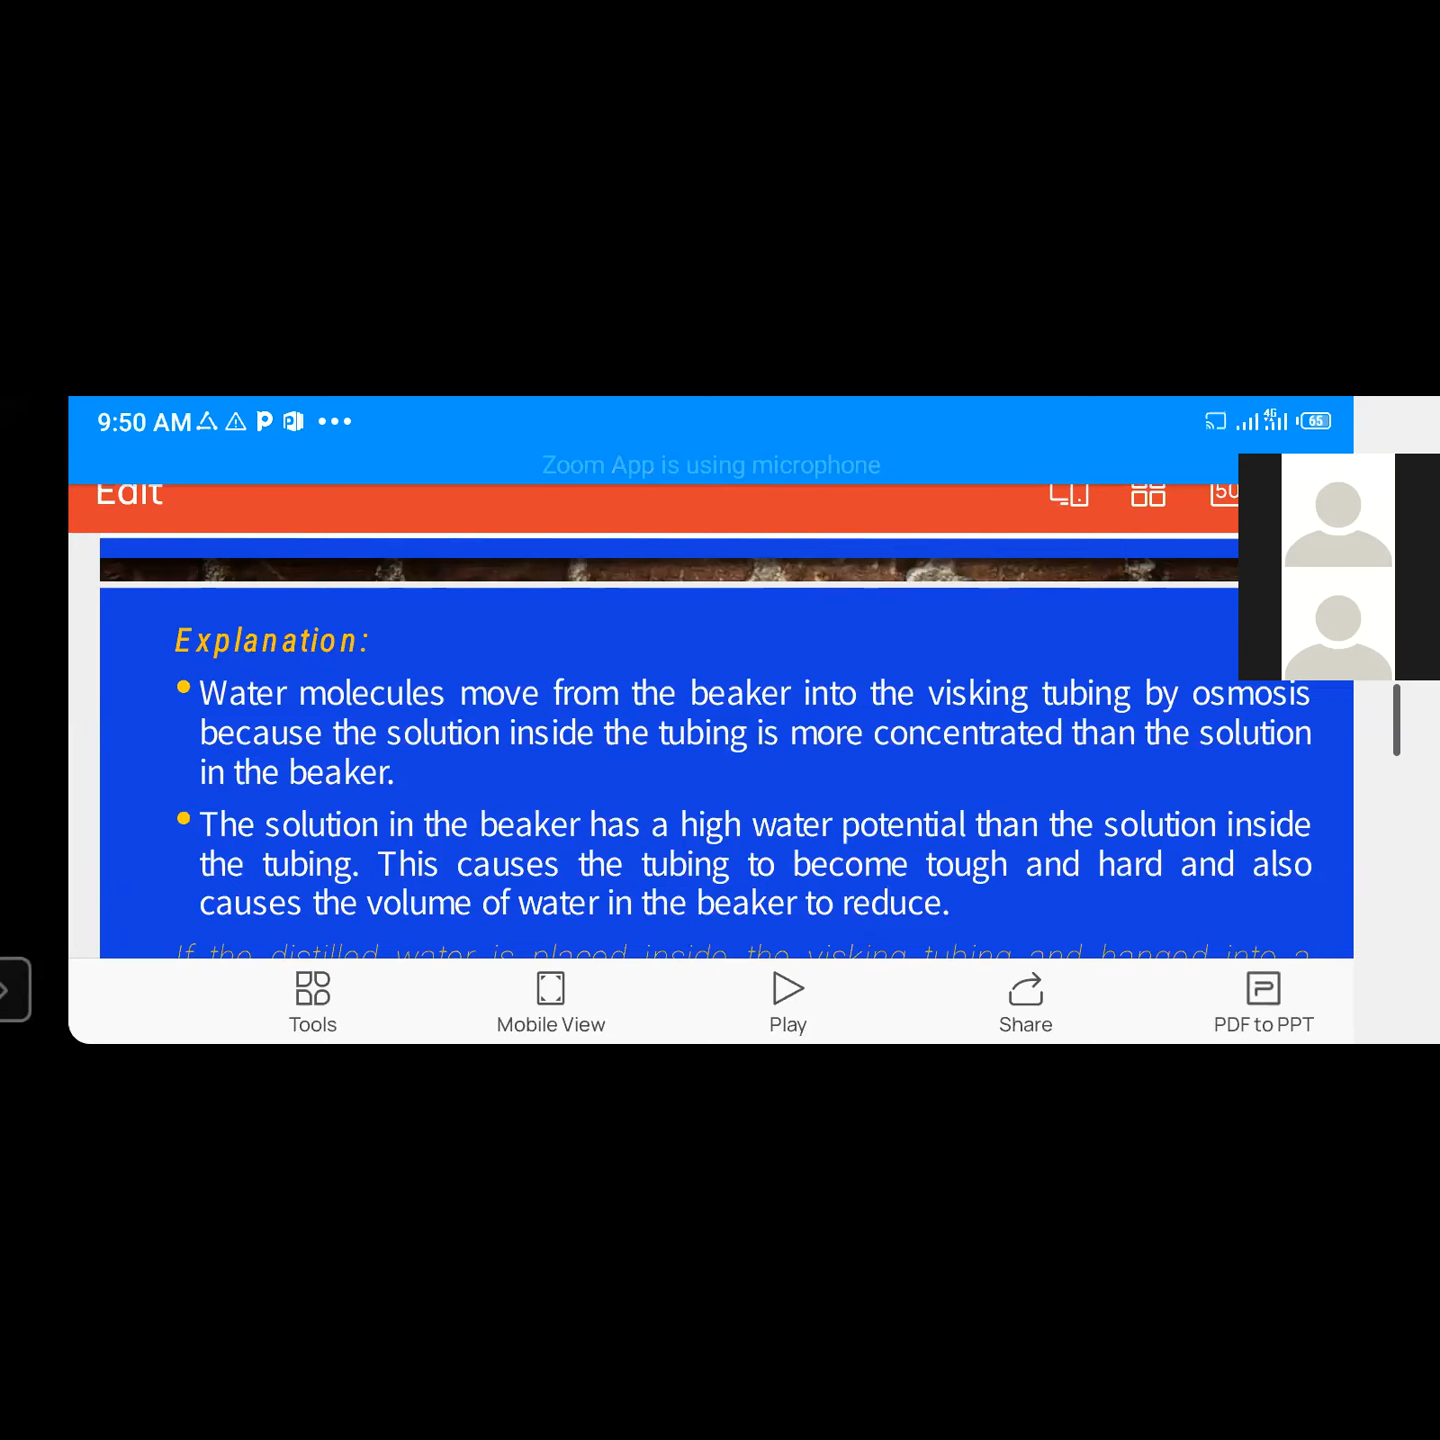 9:50 AM
4G
65
Zoom App is using microphone
Edit
50
Explanation:
Water molecules move from the beaker into the visking tubing by osmosis
because the solution inside the tubing is more concentrated than the solution
in the beaker.
The solution in the beaker has a high water potential than the solution inside
the tubing. This causes the tubing to become tough and hard and also
causes the volume of water in the beaker to reduce.
If the distilled water is placed inside the visking tubing and hanged into a
Tools
Mobile View
Play
Share
PDF to PPT